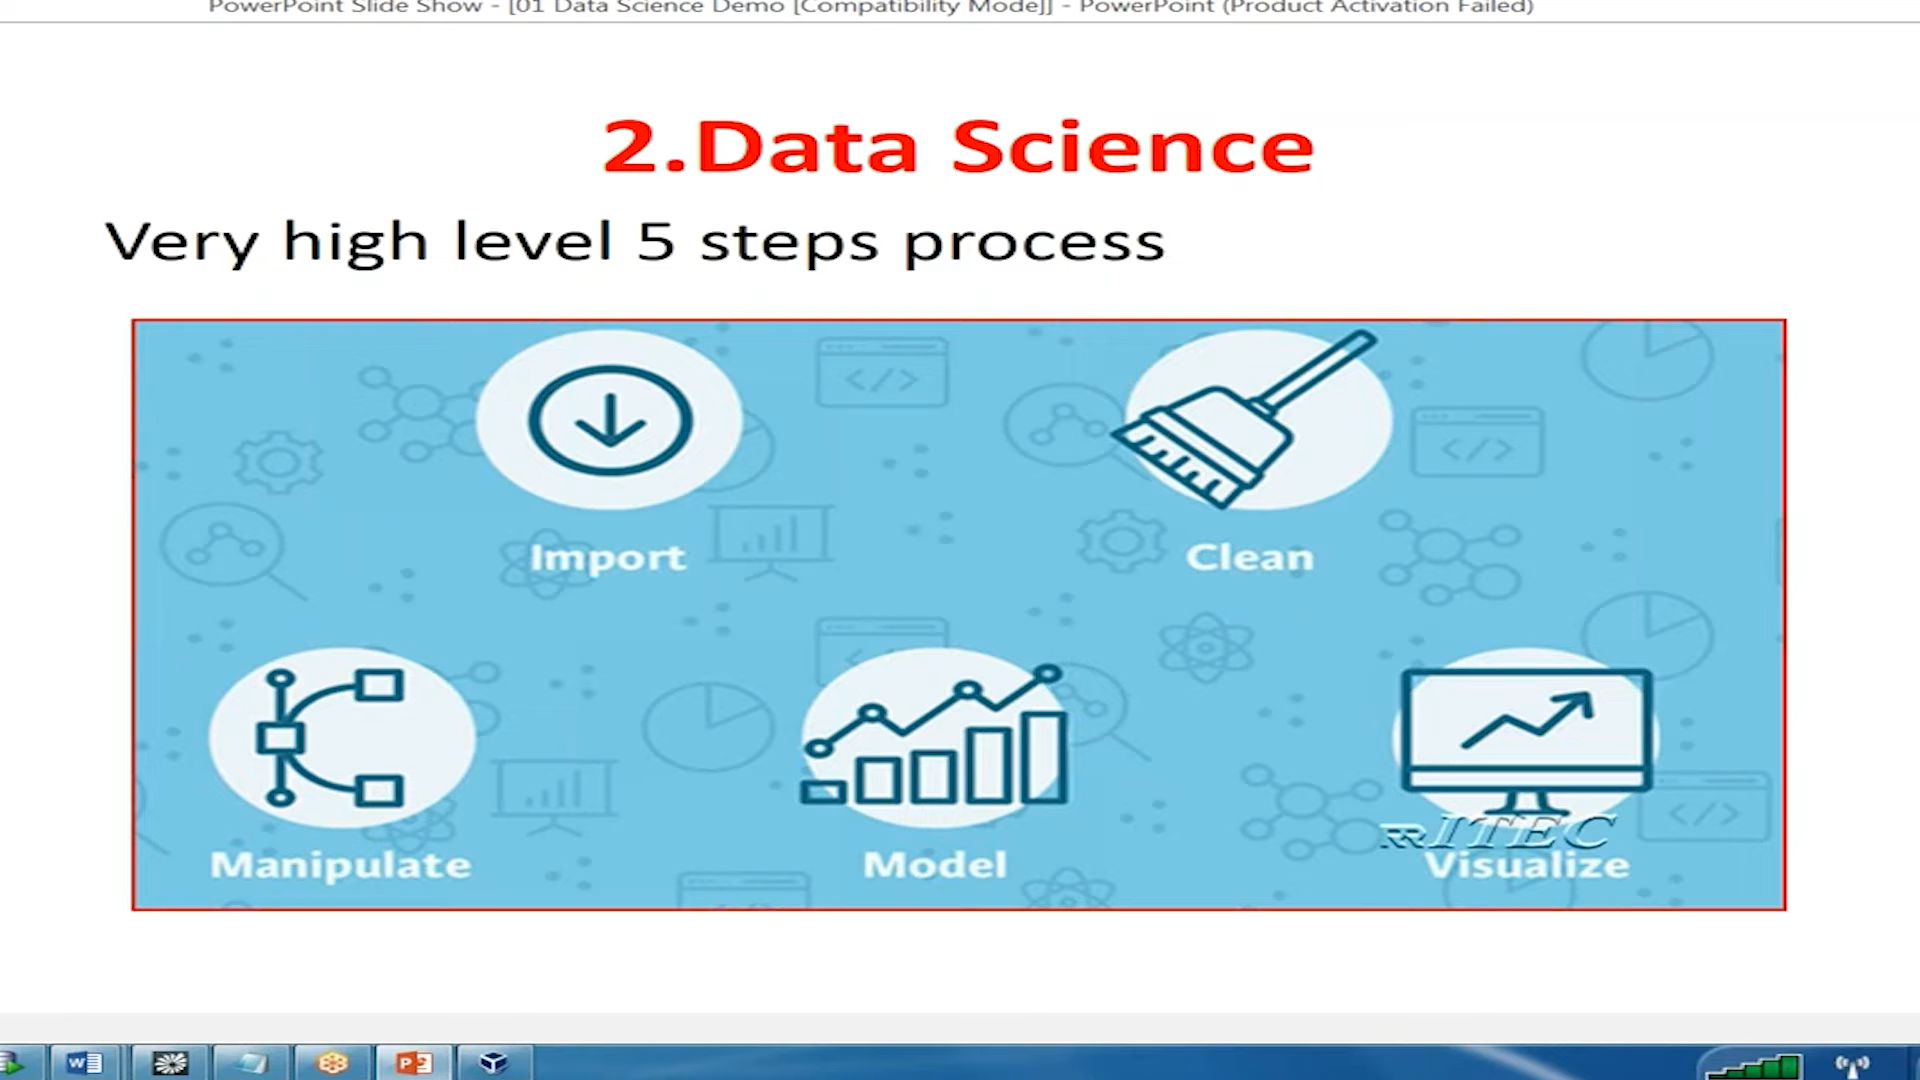 PowerPoint Slide Show - [01 Data Science Demo [Compatibility Mode]] - PowerPoint (Product Activation Failed)
2.Data Science
Very high level 5 steps process
Import
Clean
Manipulate
Model
RRITEC
Visualize